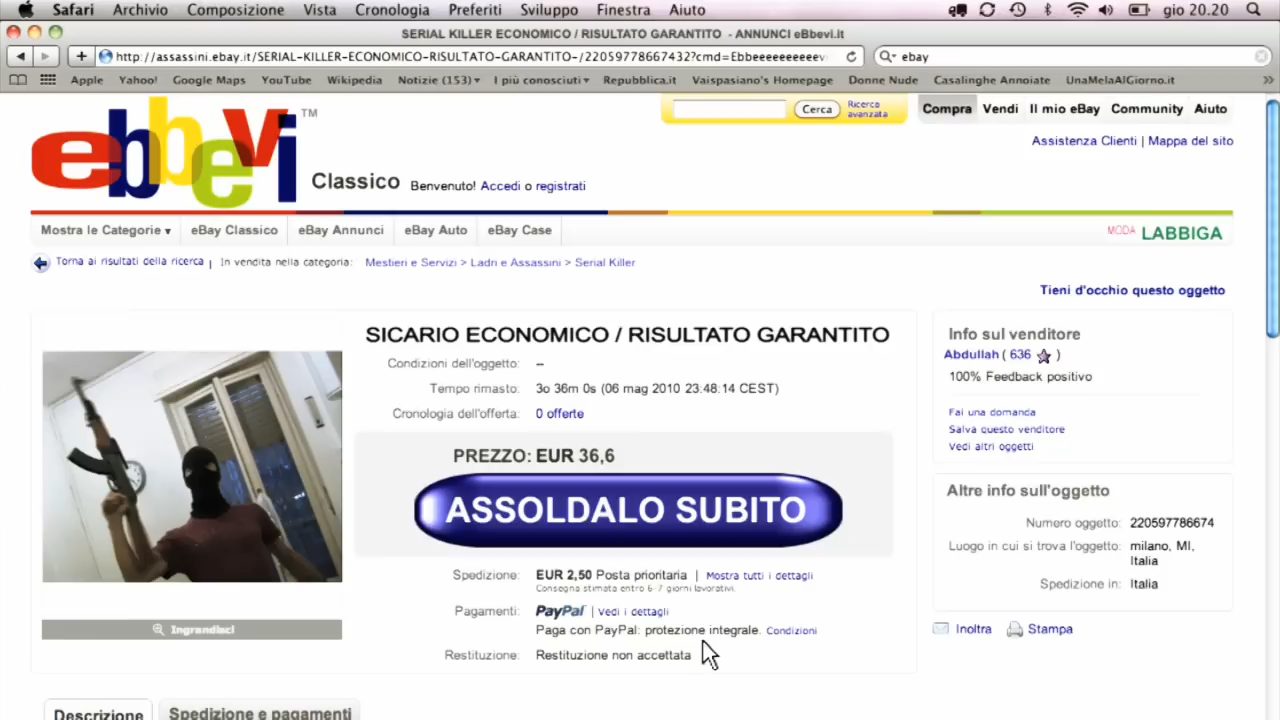 Safari Archivio Composizione Vista Cronologia Preferiti Sviluppo Finestra Aiuto gio 20.20
SERIAL KILLER ECONOMICO / RISULTATO GARANTITO - ANNUNCI eBbevi.it
http://assassini.ebay.it/SERIAL-KILLER-ECONOMICO-RISULTATO-GARANTITO-/220597786674​32?cmd=Ebbeeeeeeeeev ebay
Apple Yahoo! Google Maps YouTube Wikipedia Notizie (153) I più conosciuti Repubblica.it Vaispasiano's Homepage Donne Nude Casalinghe Annoiate UnaMelaAlGiorno.it
ebbevi TM
Classico Benvenuto! Accedi o registrati
Cerca Ricerca avanzata
Compra Vendi Il mio eBay Community Aiuto
Assistenza Clienti | Mappa del sito
Mostra le Categorie eBay Classico eBay Annunci eBay Auto eBay Case MODA LABBIGA
Torna ai risultati della ricerca | In vendita nella categoria: Mestieri e Servizi > Ladri e Assassini > Serial Killer
Tieni d'occhio questo oggetto
SICARIO ECONOMICO / RISULTATO GARANTITO
Condizioni dell'oggetto: --
Tempo rimasto: 3o 36m 0s (06 mag 2010 23:48:14 CEST)
Cronologia dell'offerta: 0 offerte
PREZZO: EUR 36,6
ASSOLDALO SUBITO
Spedizione: EUR 2,50 Posta prioritaria | Mostra tutti i dettagli
Consegna stimata entro 6-7 giorni lavorativi.
Pagamenti: PayPal | Vedi i dettagli
Paga con PayPal: protezione integrale. Condizioni
Restituzione: Restituzione non accettata
Ingrandisci
Info sul venditore
Abdullah ( 636 )
100% Feedback positivo
Fai una domanda
Salva questo venditore
Vedi altri oggetti
Altre info sull'oggetto
Numero oggetto: 220597786674
Luogo in cui si trova l'oggetto: milano, MI,
Italia
Spedizione in: Italia
Inoltra Stampa
Descrizione Spedizione e pagamenti